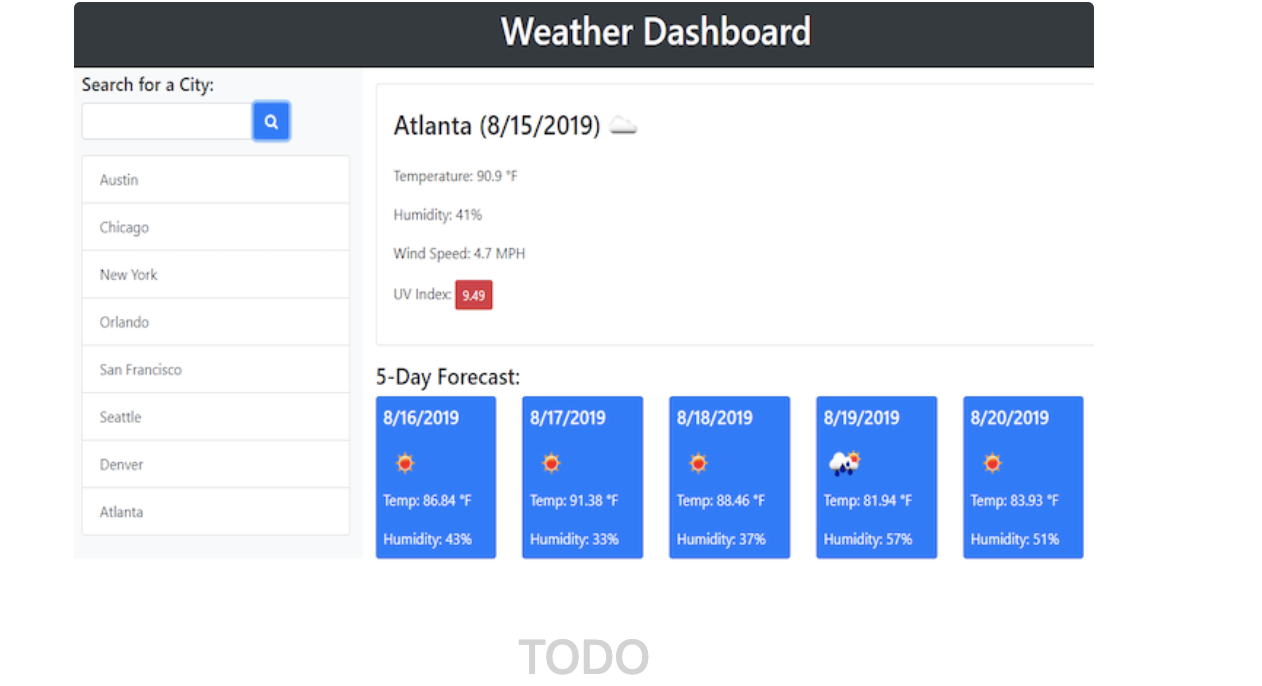 Weather Dashboard
Search for a City:
Austin
Chicago
New York
Orlando
San Francisco
Seattle
Denver
Atlanta
Atlanta (8/15/2019)
Temperature: 90.9 °F
Humidity: 41%
Wind Speed: 4.7 MPH
UV Index: 9.49
5-Day Forecast:
8/16/2019
Temp: 86.84 °F
Humidity: 43%
8/17/2019
Temp: 91.38 °F
Humidity: 33%
8/18/2019
Temp: 88.46 °F
Humidity: 37%
8/19/2019
Temp: 81.94 °F
Humidity: 57%
8/20/2019
Temp: 83.93 °F
Humidity: 51%
TODO